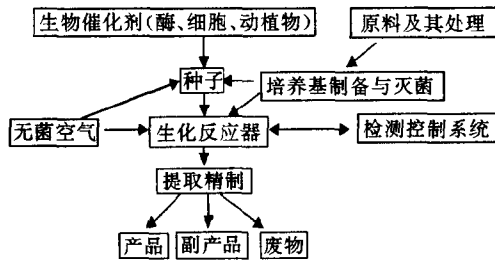 生物催化剂(酶、细胞、动植物)
原料及其处理
种子
培养基制备与灭菌
无菌空气
生化反应器
检测控制系统
提取精制
产品
副产品
废物